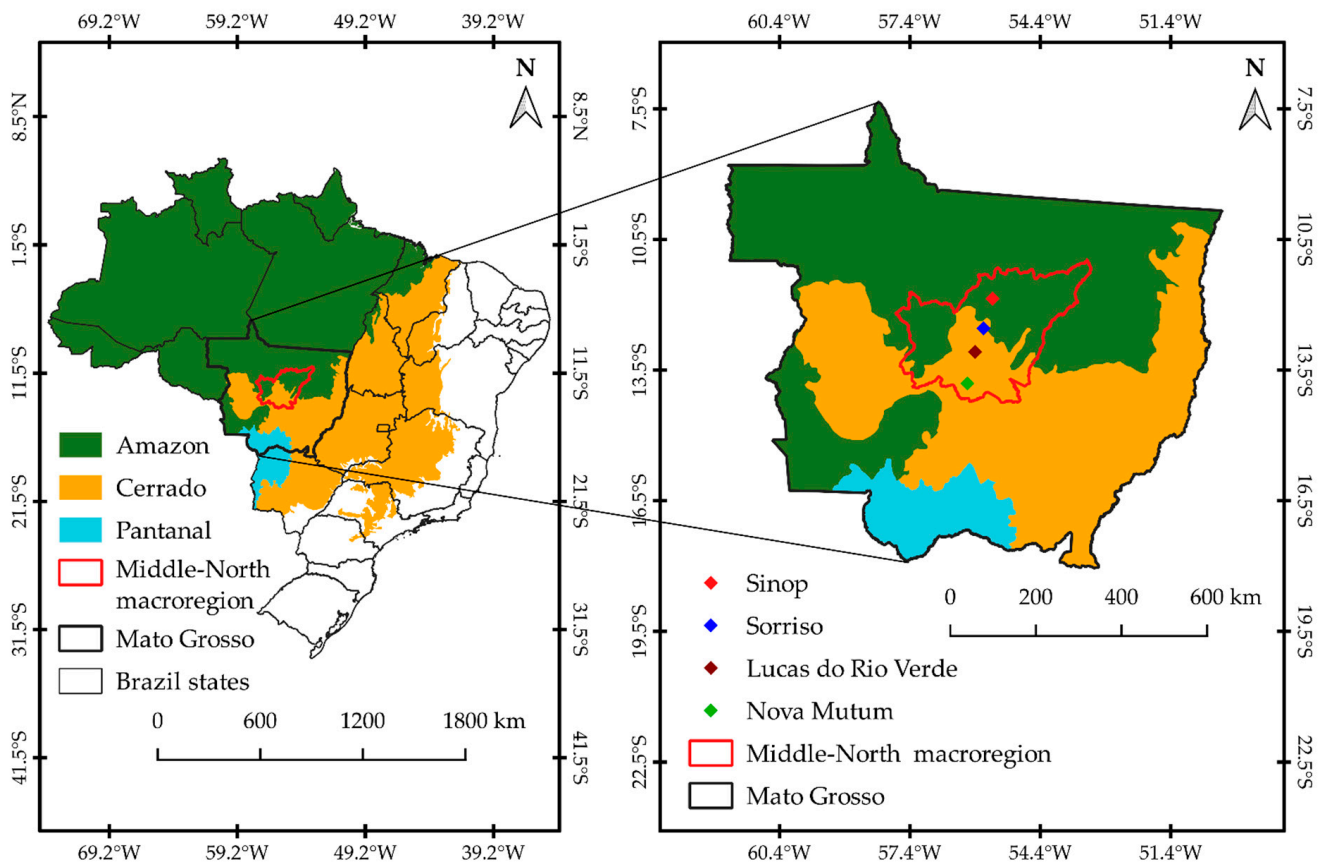 69.2°W 59.2°W 49.2°W 39.2°W
60.4°W 57.4°W 54.4°W 51.4°W
N
N
8.5°N
8.5°N
1.5°S
1.5°S
11.5°S
11.5°S
21.5°S
21.5°S
31.5°S
31.5°S
41.5°S
41.5°S
Amazon
Cerrado
Pantanal
Middle-North
macroregion
Mato Grosso
Brazil states
0 600 1200 1800 km
69.2°W 59.2°W 49.2°W 39.2°W
7.5°S
7.5°S
10.5°S
10.5°S
13.5°S
13.5°S
16.5°S
16.5°S
19.5°S
19.5°S
22.5°S
22.5°S
0 200 400 600 km
Sinop
Sorriso
Lucas do Rio Verde
Nova Mutum
Middle-North macroregion
Mato Grosso
60.4°W 57.4°W 54.4°W 51.4°W